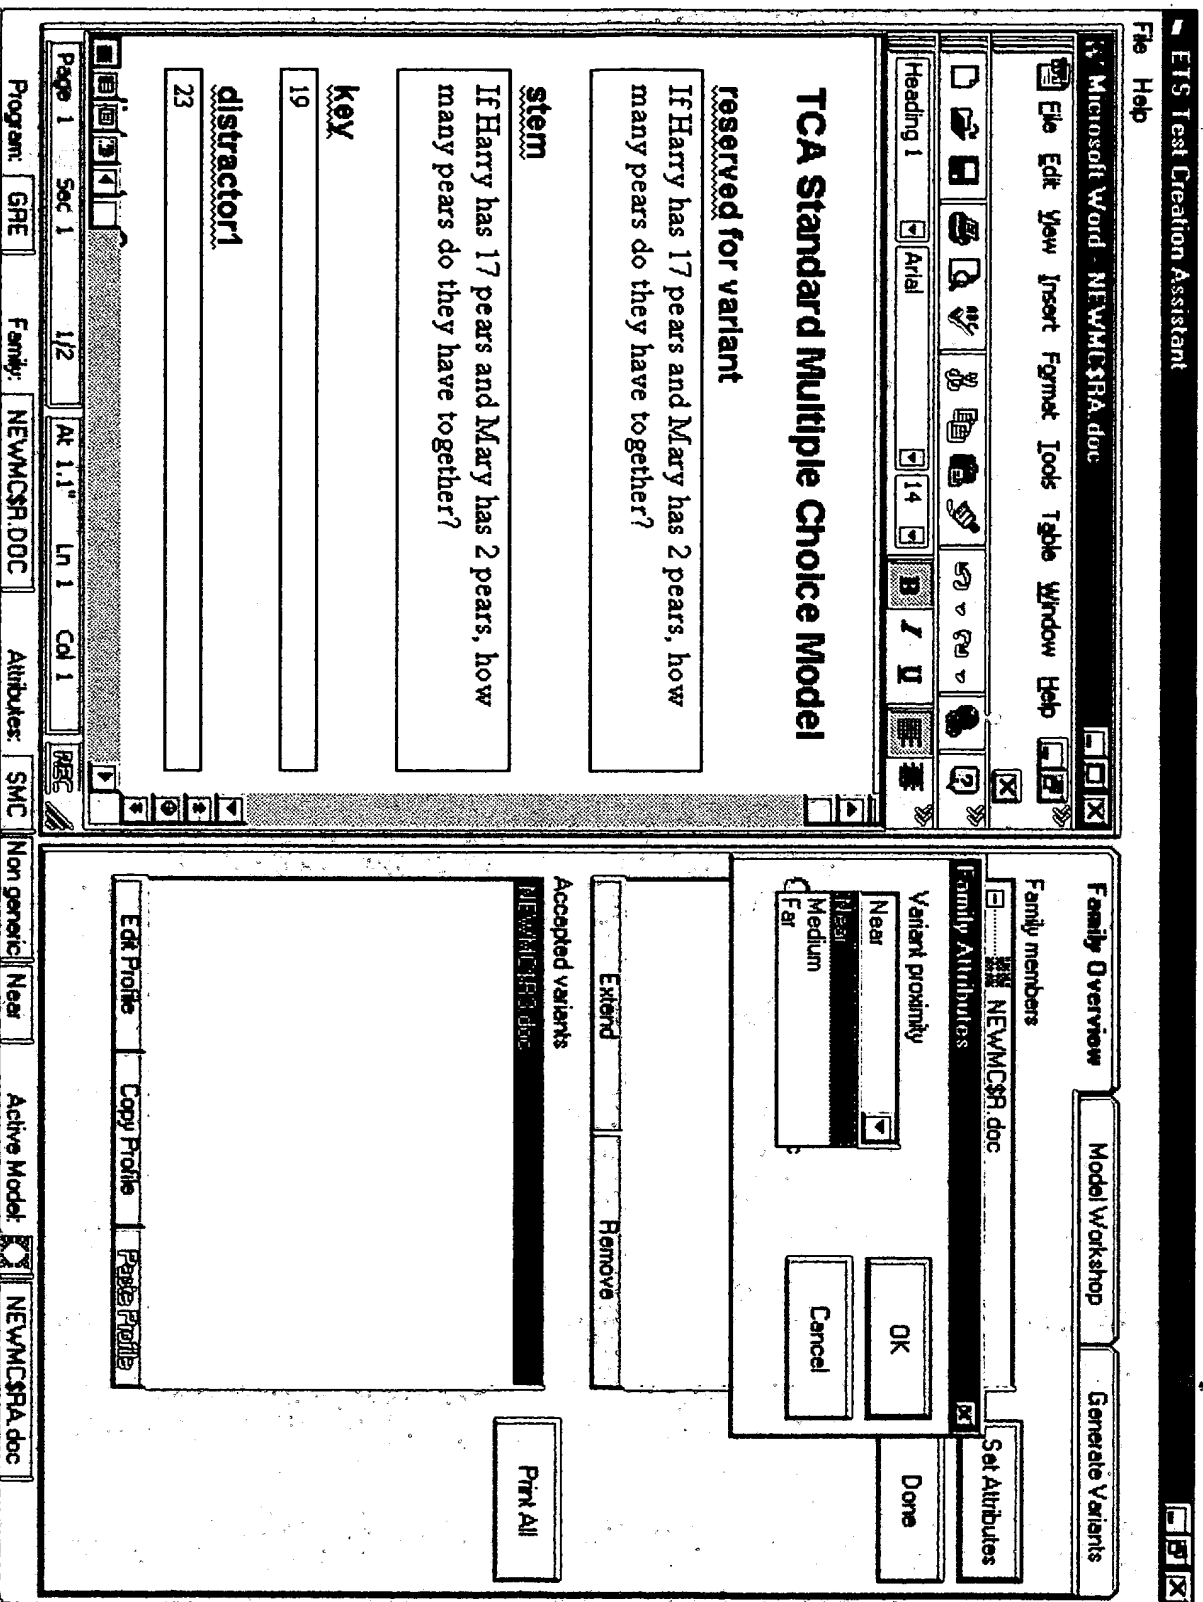 ETS Test Creation Assistant
File Help
Microsoft Word - NEWMC$RA.doc
File Edit View Insert Format Tools Table Window Help
Heading 1 Arial 14 B I U
TCA Standard Multiple Choice Model
reserved for variant
If Harry has 17 pears and Mary has 2 pears, how
many pears do they have together?
stem
If Harry has 17 pears and Mary has 2 pears, how
many pears do they have together?
key
19
distractor1
23
Page 1 Sec 1 1/2 At 1.1" Ln 1 Col 1 REC
Family Overview Model Workshop Generate Variants
Family members
NEWMC$R.doc
Set Attributes
Done
Family Attributes
Variant proximity
Near
Near
Medium
Far
OK
Cancel
Extend Remove
Accepted variants
Print All
Edit Profile Copy Profile Paste Profile
Program: GRE Family: NEWMC$R.DOC Attributes: SMC Non generic Near Active Model: NEWMC$RA.doc